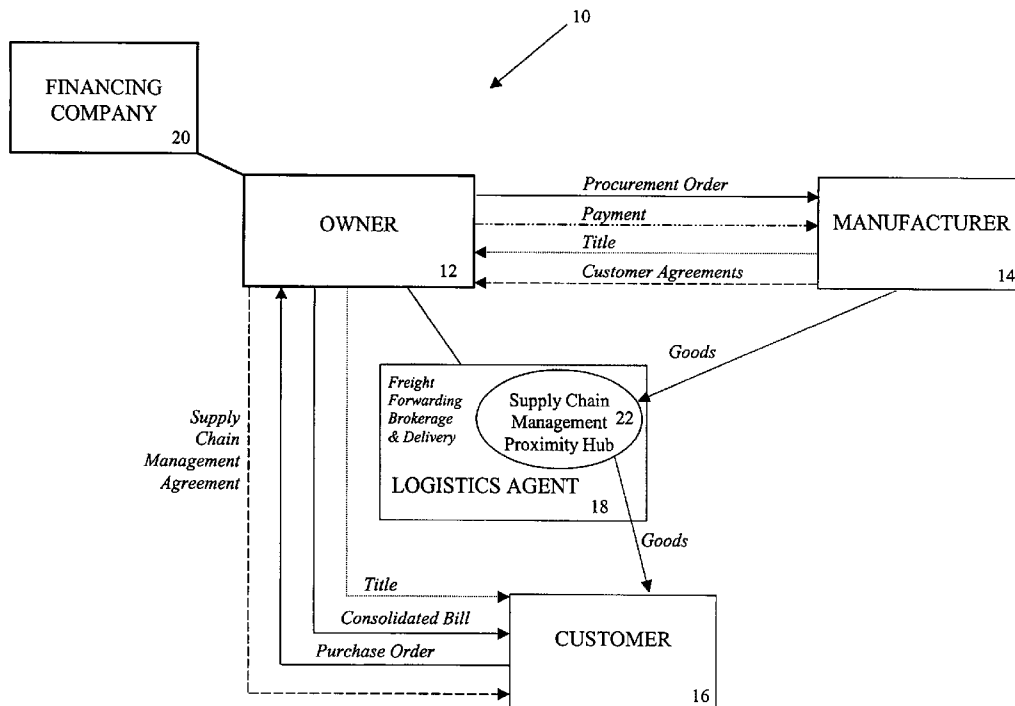 10
FINANCING
COMPANY
20
OWNER
12
Procurement Order
Payment
Title
Customer Agreements
MANUFACTURER
14
Goods
Freight
Forwarding
Brokerage
& Delivery
Supply Chain
Management
Proximity Hub
22
LOGISTICS AGENT
18
Supply
Chain
Management
Agreement
Goods
Title
Consolidated Bill
Purchase Order
CUSTOMER
16